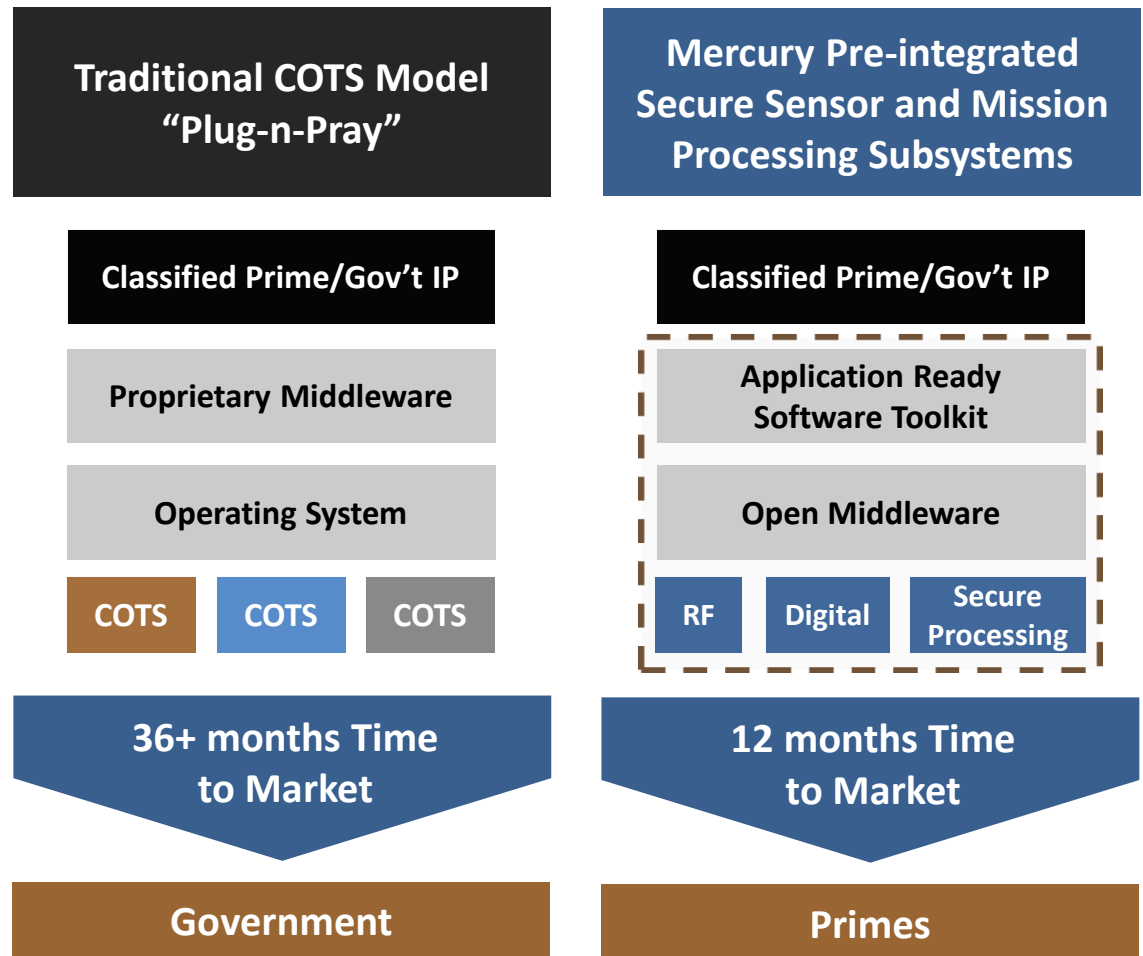 Traditional COTS Model
“Plug-n-Pray”
Classified Prime/Gov’t IP
Proprietary Middleware
Operating System
COTS
COTS
COTS
36+ months Time
to Market
Government
Mercury Pre-integrated
Secure Sensor and Mission
Processing Subsystems
Classified Prime/Gov’t IP
Application Ready
Software Toolkit
Open Middleware
RF
Digital
Secure
Processing
12 months Time
to Market
Primes